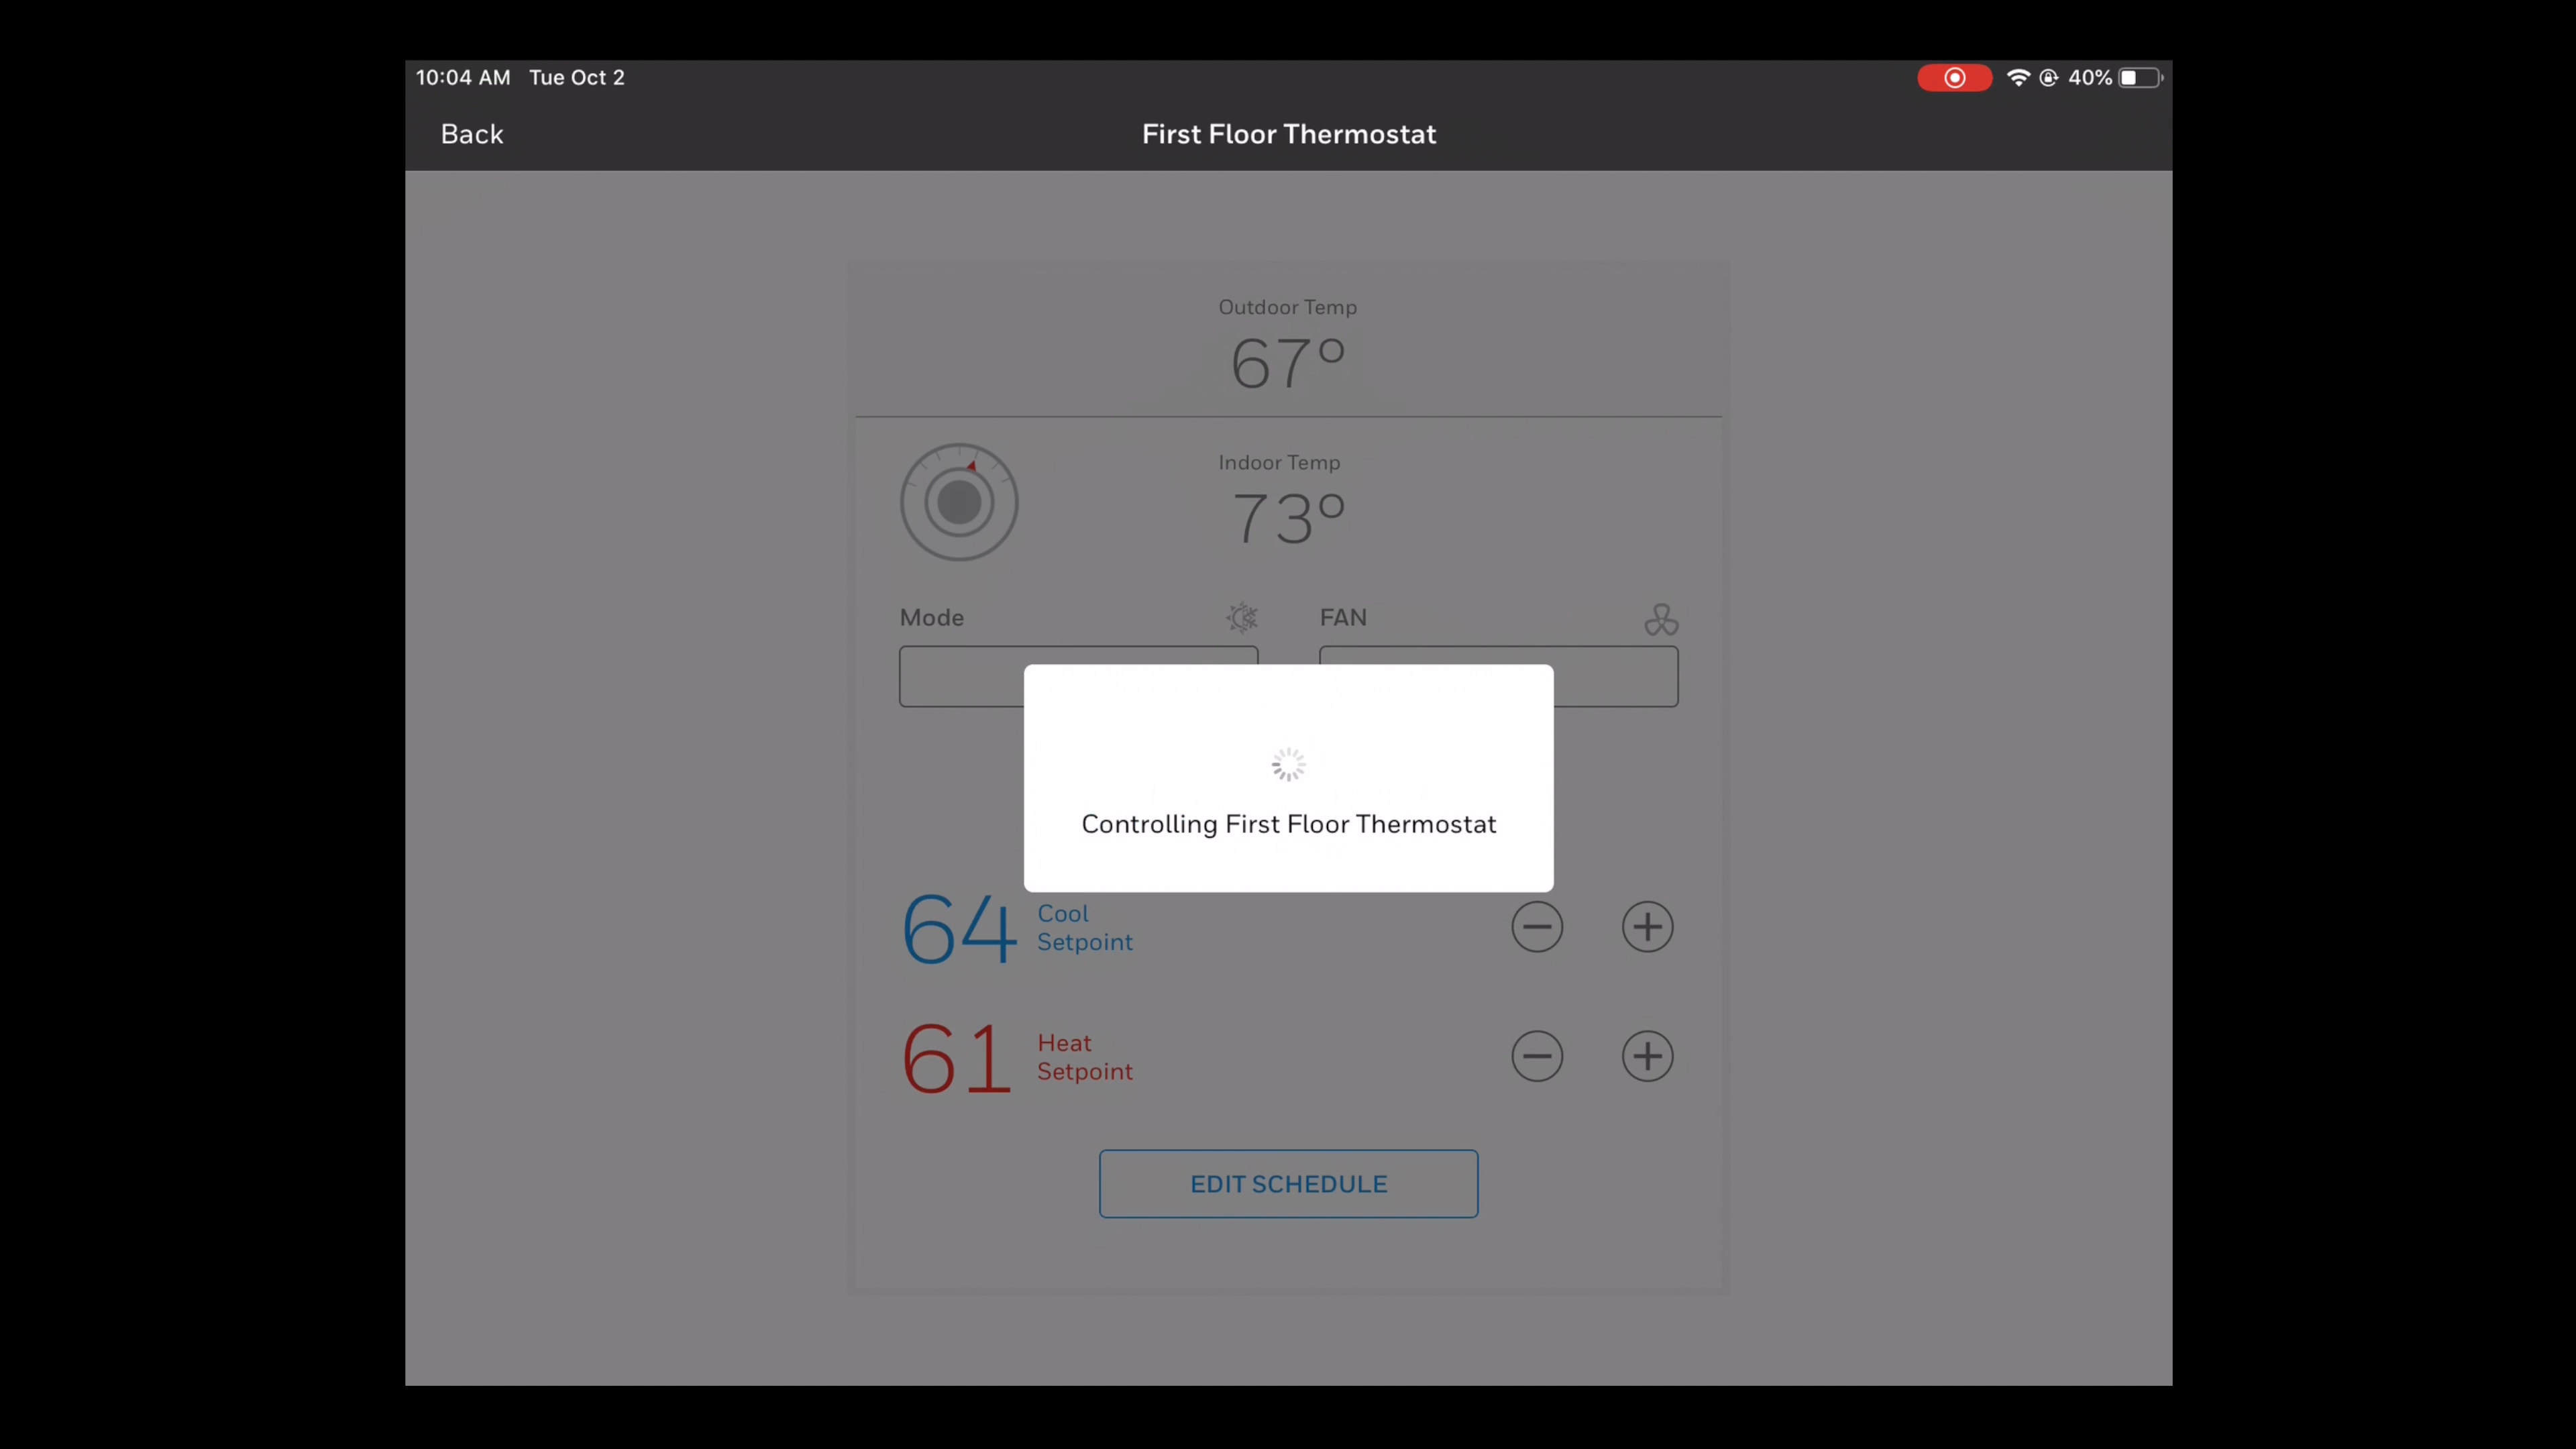 10:04 AM Tue Oct 2
40%
Back
First Floor Thermostat
Outdoor Temp
67°
Indoor Temp
73°
Mode
FAN
Controlling First Floor Thermostat
64 Cool
Setpoint
61 Heat
Setpoint
EDIT SCHEDULE